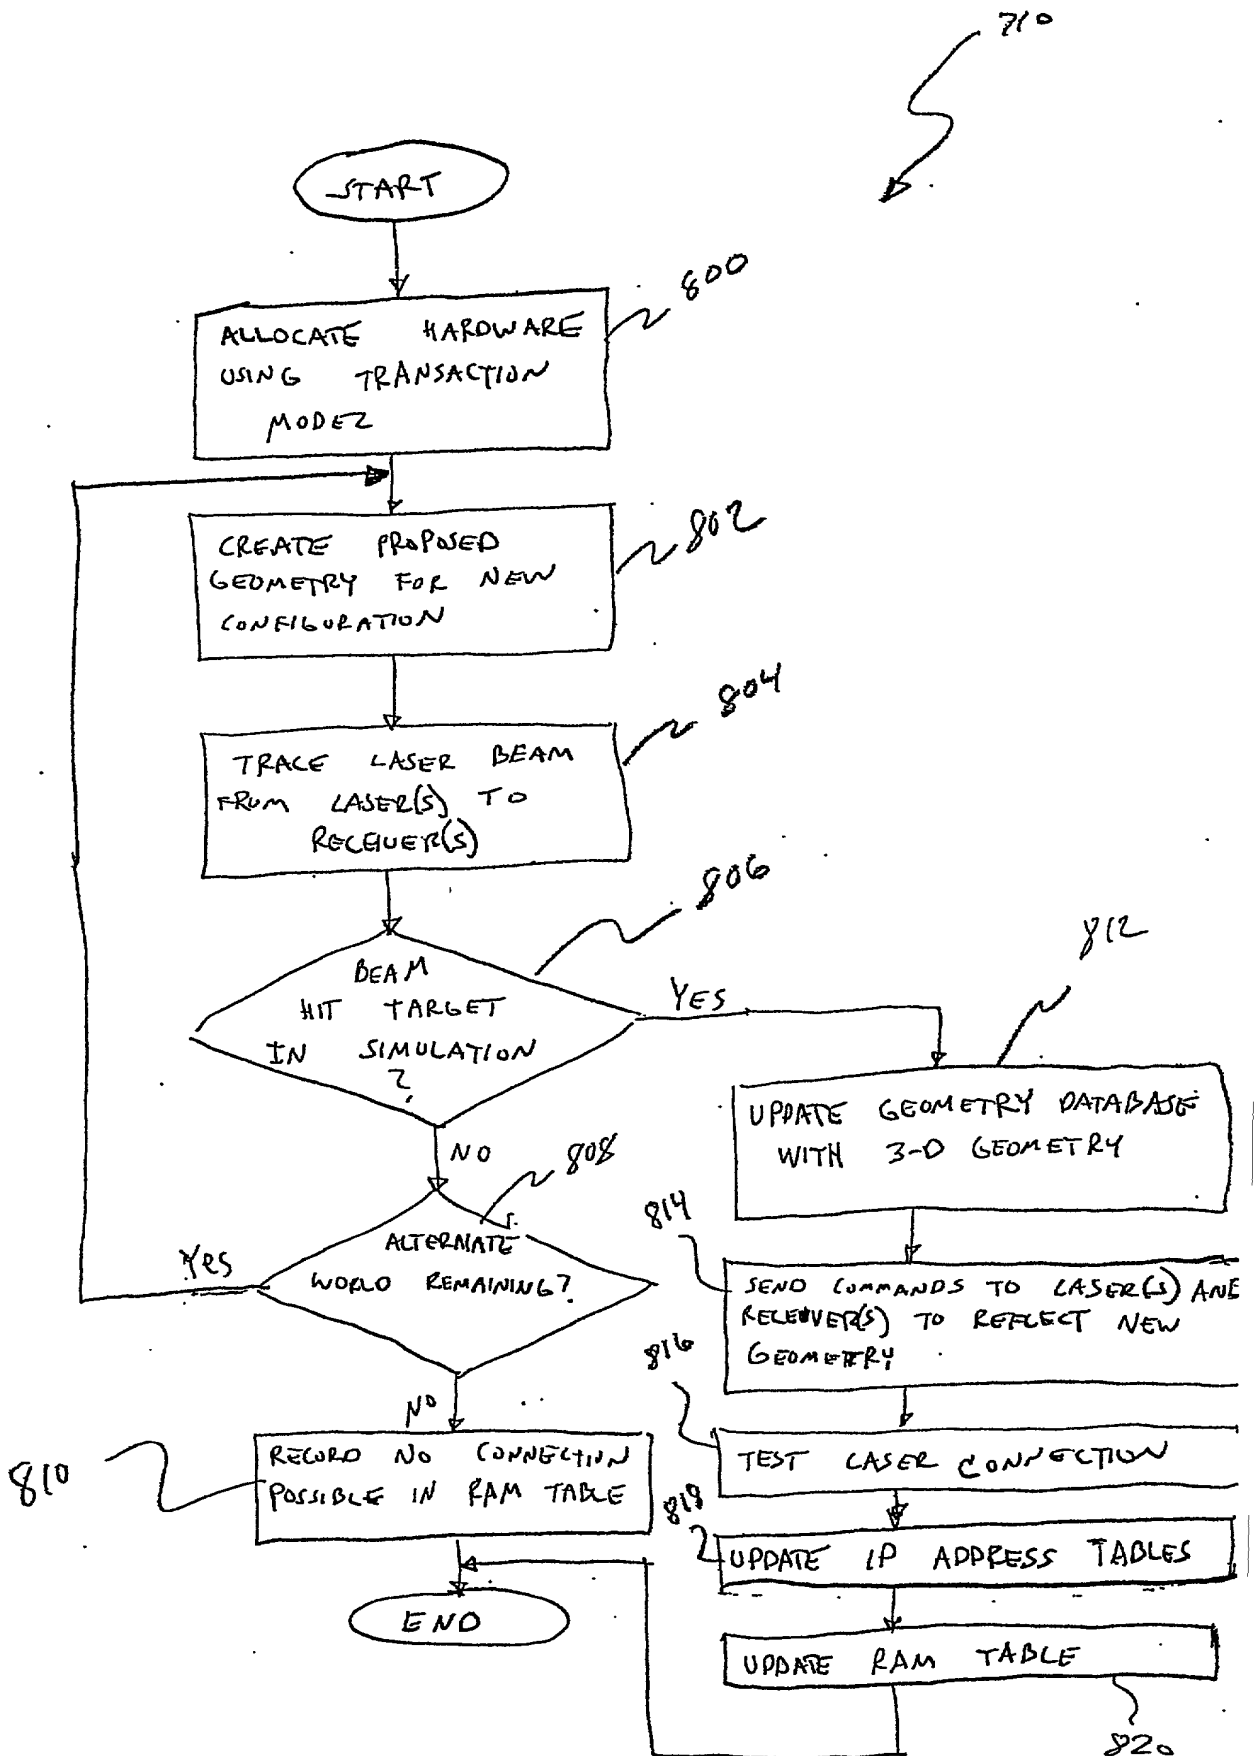 710
START
800
ALLOCATE HARDWARE
USING TRANSACTION
MODEL
802
CREATE PROPOSED
GEOMETRY FOR NEW
CONFIGURATION
804
TRACE LASER BEAM
FROM LASER(S) TO
RECEIVER(S)
806
BEAM
HIT TARGET
IN SIMULATION
?
YES
NO
812
UPDATE GEOMETRY DATABASE
WITH 3-D GEOMETRY
808
ALTERNATE
WORLD REMAINING?
Yes
NO
814
SEND COMMANDS TO LASER(S) AND
RECEIVER(S) TO REFLECT NEW
GEOMETRY
816
TEST LASER CONNECTION
810
RECORD NO CONNECTION
POSSIBLE IN RAM TABLE
818
UPDATE IP ADDRESS TABLES
END
UPDATE RAM TABLE
820